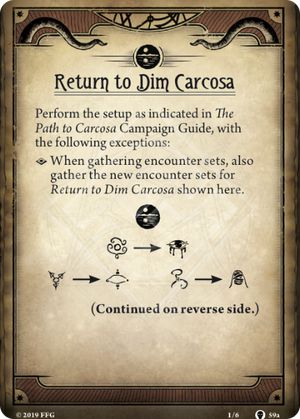 Return to Dim Carcosa
Perform the setup as indicated in The
Path to Carcosa Campaign Guide, with
the following exceptions:
When gathering encounter sets, also
gather the new encounter sets for
Return to Dim Carcosa shown here.
(Continued on reverse side.)
© 2019 FFG
1/6
59a